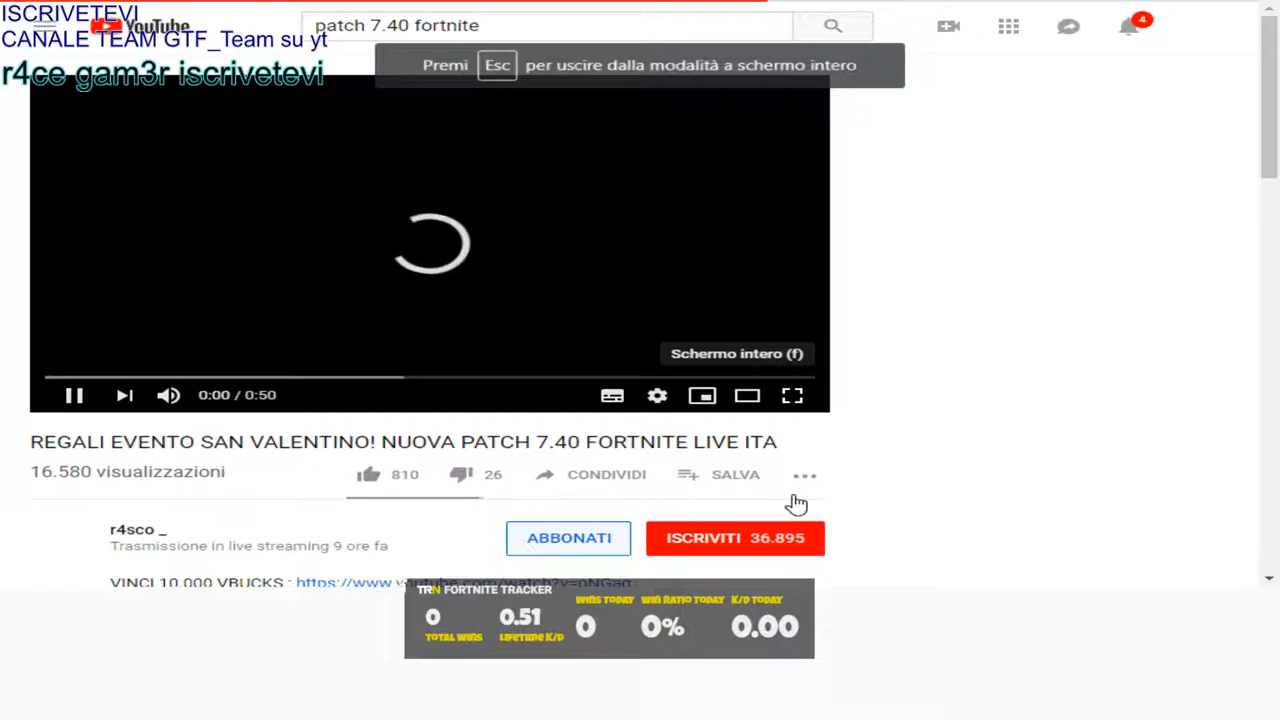 ISCRIVETEVI
YouTube
CANALE TEAM GTF_Team su yt
r4ce gam3r iscrivetevi
patch 7.40 fortnite
4
Premi Esc per uscire dalla modalità a schermo intero
Schermo intero (f)
0:00 / 0:50
REGALI EVENTO SAN VALENTINO! NUOVA PATCH 7.40 FORTNITE LIVE ITA
16.580 visualizzazioni
810
26
CONDIVIDI
SALVA
r4sco _
Trasmissione in live streaming 9 ore fa
ABBONATI
ISCRIVITI 36.895
VINCI 10.000 VBUCKS :
TRN FORTNITE TRACKER
0
TOTAL WINS
0.51
LIFETIME K/D
WINS TODAY
0
WIN RATIO TODAY
0%
K/D TODAY
0.00